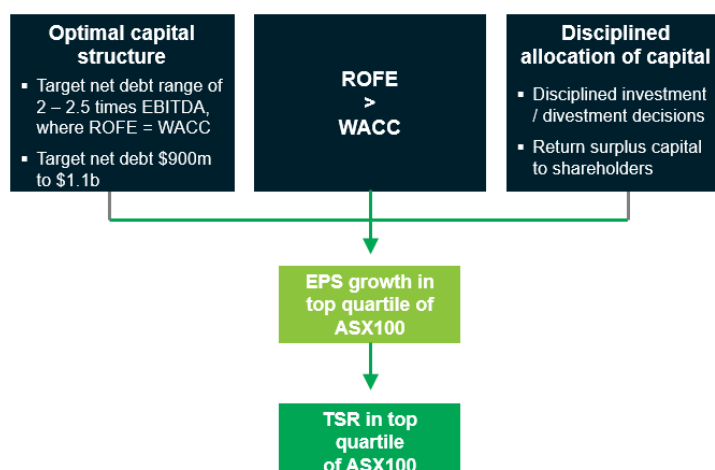 Optimal capital
structure
▪ Target net debt range of
2 – 2.5 times EBITDA,
where ROFE = WACC
▪ Target net debt $900m
to $1.1b
ROFE
>
WACC
Disciplined
allocation of capital
▪ Disciplined investment
/ divestment decisions
▪ Return surplus capital
to shareholders
EPS growth in
top quartile of
ASX100
TSR in top
quartile
of ASX100